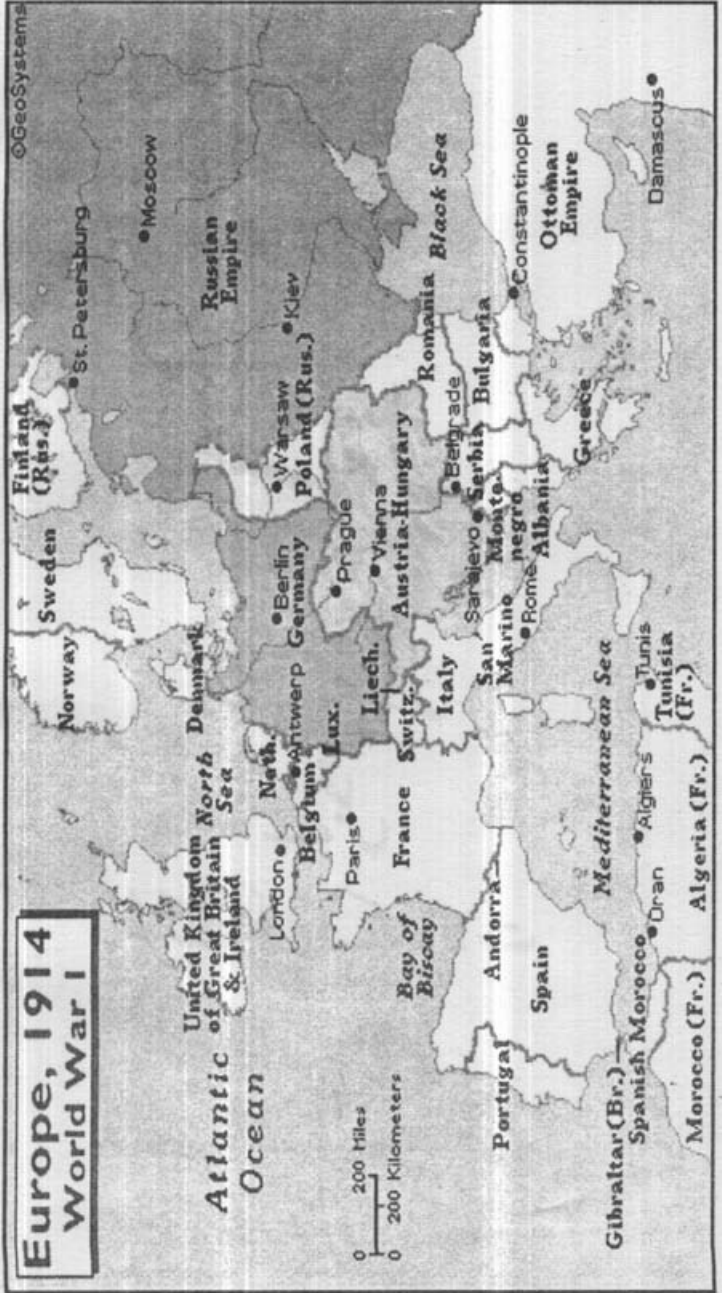 Europe, 1914
World War I
©GeoSystems
Norway
Sweden
Finland
(Rus.)
St. Petersburg
Moscow
Atlantic
Ocean
United Kingdom
of Great Britain
& Ireland
North
Sea
Denmark
Russian
Empire
London
Neth.
Antwerp
Belgium
Lux.
Berlin
Germany
Warsaw
Poland (Rus.)
Kiev
0 200 Miles
0 200 Kilometers
Paris
France
Liech.
Switz.
Prague
Vienna
Austria-Hungary
Bay of
Biscay
Italy
Romania
Black Sea
Belgrade
Serbia
Sarajevo
Monte-
negro
Bulgaria
Portugal
Andorra
Spain
San
Marino
Rome
Albania
Greece
Constantinople
Ottoman
Empire
Mediterranean Sea
Gibraltar (Br.)
Spanish Morocco
Oran
Algiers
Tunis
Tunisia
(Fr.)
Damascus
Morocco (Fr.)
Algeria (Fr.)